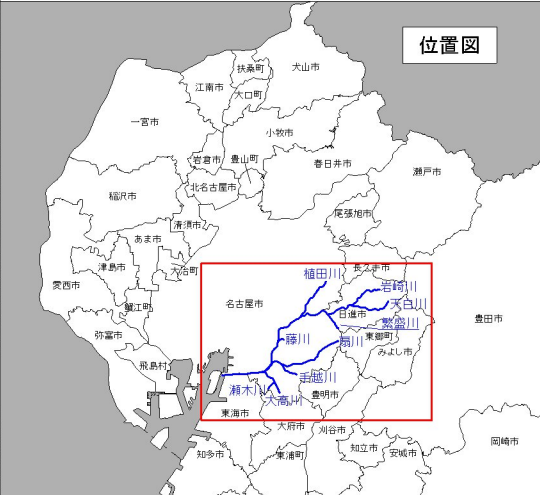 位置図
扶桑町
犬山市
江南市
大口町
一宮市
小牧市
岩倉市
豊山町
春日井市
瀬戸市
北名古屋市
稲沢市
尾張旭市
清須市
あま市
津島市
大治町
長久手市
植田川
愛西市
岩崎川
名古屋市
天白川
蟹江町
日進市
繁盛川
豊田市
弥富市
藤川
扇川
東郷町
みよし市
飛島村
手越川
瀬木川
豊明市
大高川
東海市
大府市
刈谷市
岡崎市
知多市
東浦町
知立市
安城市